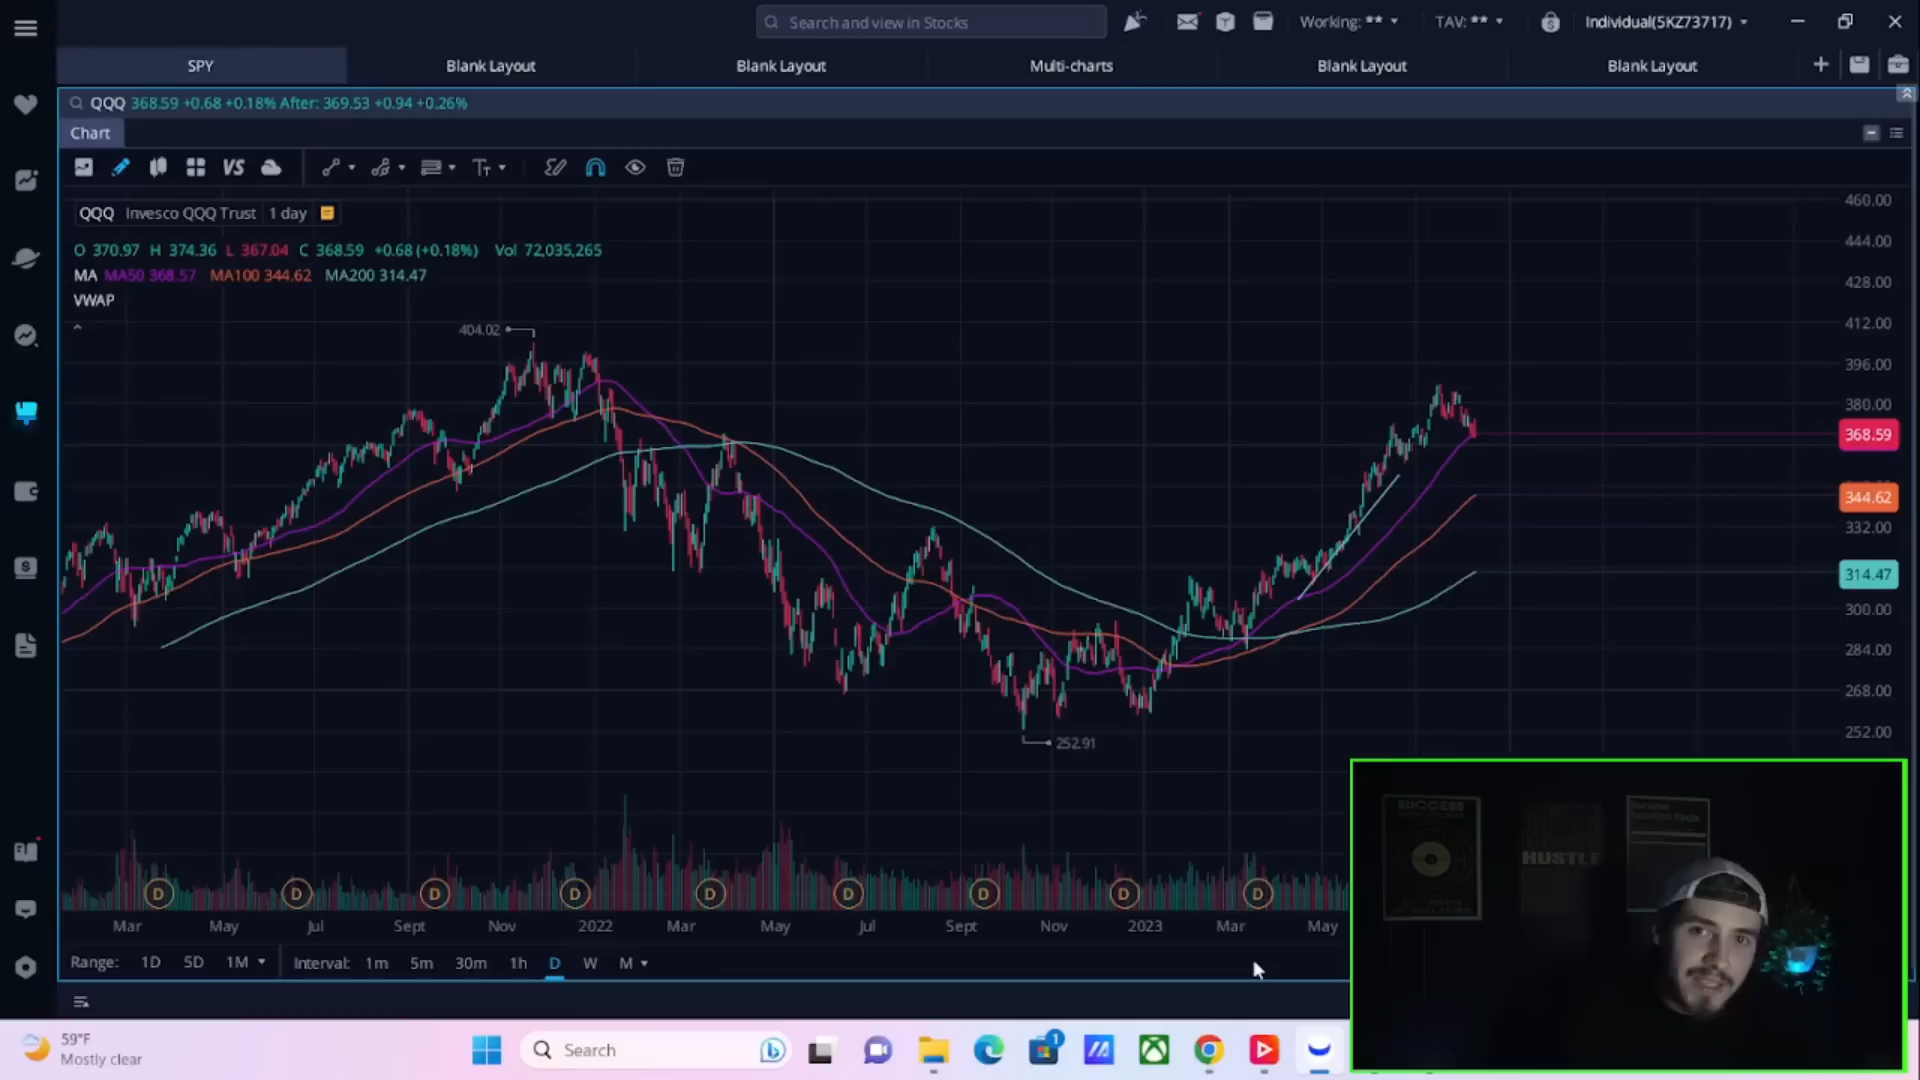 Search and view in Stocks
Working: **
TAV: **
Individual(5KZ73717)
SPY
Blank Layout
Blank Layout
Multi-charts
Blank Layout
Blank Layout
QQQ 368.59 +0.68 +0.18% After: 369.53 +0.94 +0.26%
Chart
VS
Tт
QQQ Invesco QQQ Trust 1 day
O 370.97 H 374.36 L 367.04 C 368.59 +0.68 (+0.18%) Vol 72,035,265
MA MA50 368.57 MA100 344.62 MA200 314.47
VWAP
404.02
252.91
460.00
444.00
428.00
412.00
396.00
380.00
368.59
344.62
332.00
314.47
300.00
284.00
268.00
252.00
D D D D D D D D D
Mar May Jul Sept Nov 2022 Mar May Jul Sept Nov 2023 Mar May
Range: 1D 5D 1M Interval: 1m 5m 30m 1h D W M
SUCCESS
HUSTLE
59°F
Mostly clear
Search
1